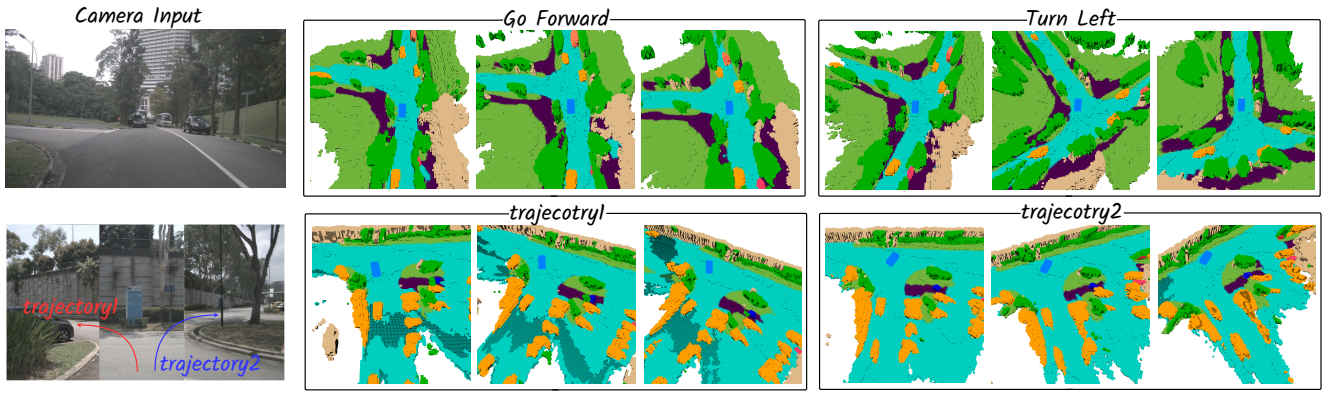 Camera Input
Go Forward
Turn Left
trajecotry1
trajecotry2
trajectory1
trajectory2